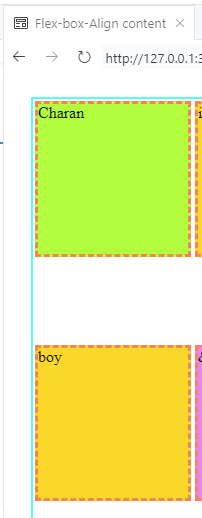 Flex-box-Align content
http://127.0.0.1:3
Charan
i
boy
&